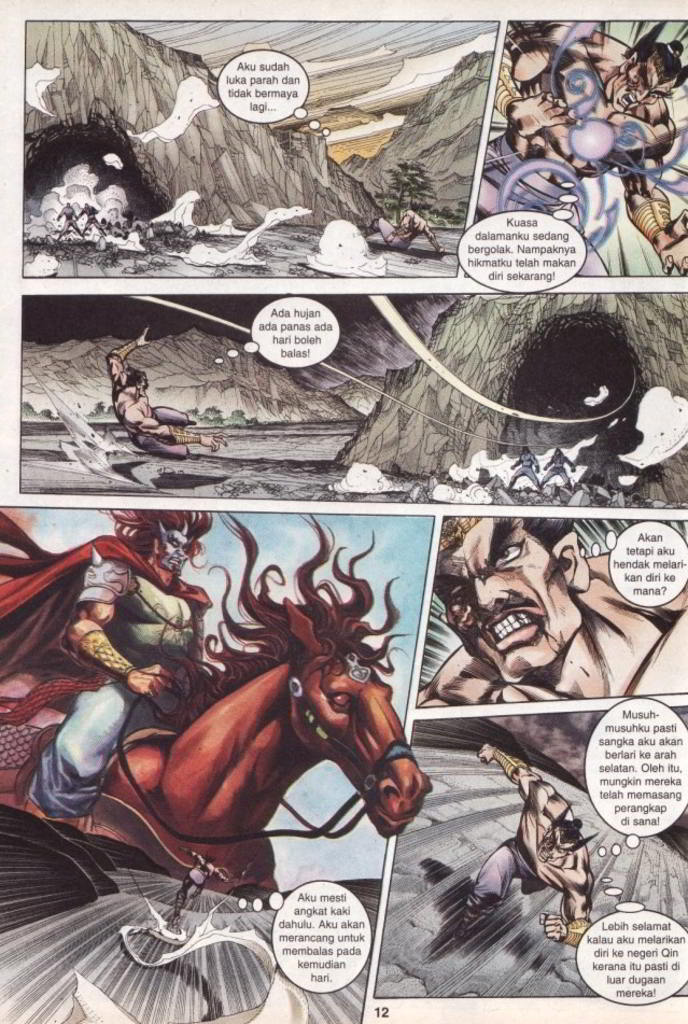 Aku sudah
luka parah dan
tidak bermaya
lagi...
Kuasa
dalamanku sedang
bergolak. Nampaknya
hikmatku telah makan
diri sekarang!
Ada hujan
ada panas ada
hari boleh
balas!
Akan
tetapi aku
hendak melari-
kan diri ke
mana?
Aku mesti
angkat kaki
dahulu. Aku akan
merancang untuk
membalas pada
kemudian
hari.
Musuh-
musuhku pasti
sangka aku akan
berlari ke arah
selatan. Oleh itu,
mungkin mereka
telah memasang
perangkap
di sana!
Lebih selamat
kalau aku melarikan
diri ke negeri Qin
kerana itu pasti di
luar dugaan
mereka!
12